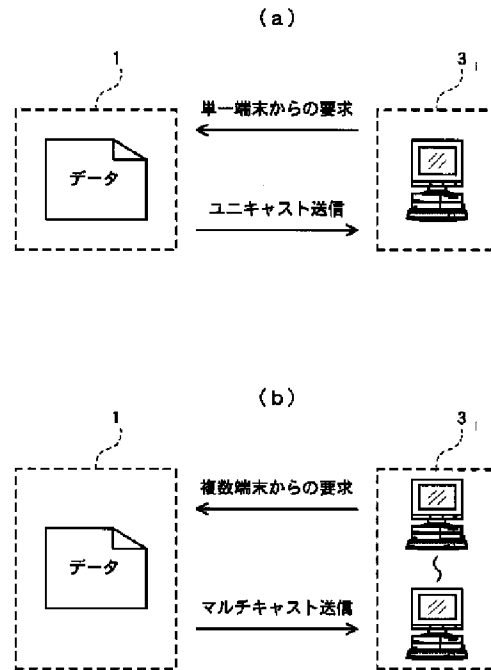 (a)
1
3i
単一端末からの要求
データ
ユニキャスト送信
(b)
1
3i
複数端末からの要求
データ
マルチキャスト送信